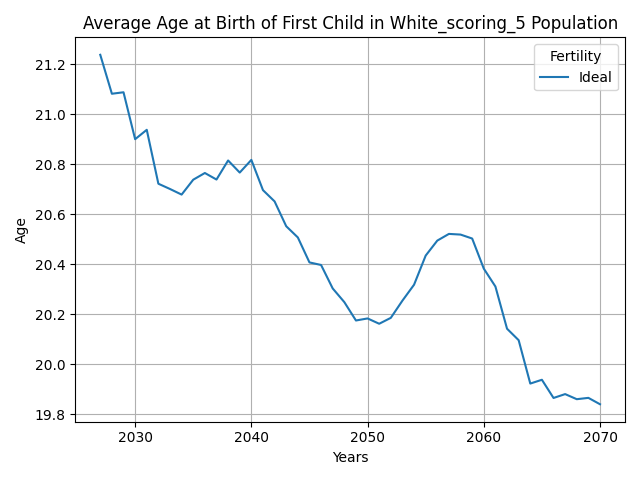 Average Age at Birth of First Child in White_scoring_5 Population
Fertility
Ideal
Age
21.2
21.0
20.8
20.6
20.4
20.2
20.0
19.8
2030 2040 2050 2060 2070
Years